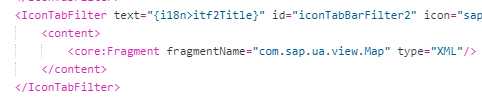 <IconTabFilter text="{i18n>itf2Title}" id="iconTabBarFilter2" icon="sap
<content>
<core:Fragment fragmentName="com.sap.ua.view.Map" type="XML"/>
</content>
</IconTabFilter>